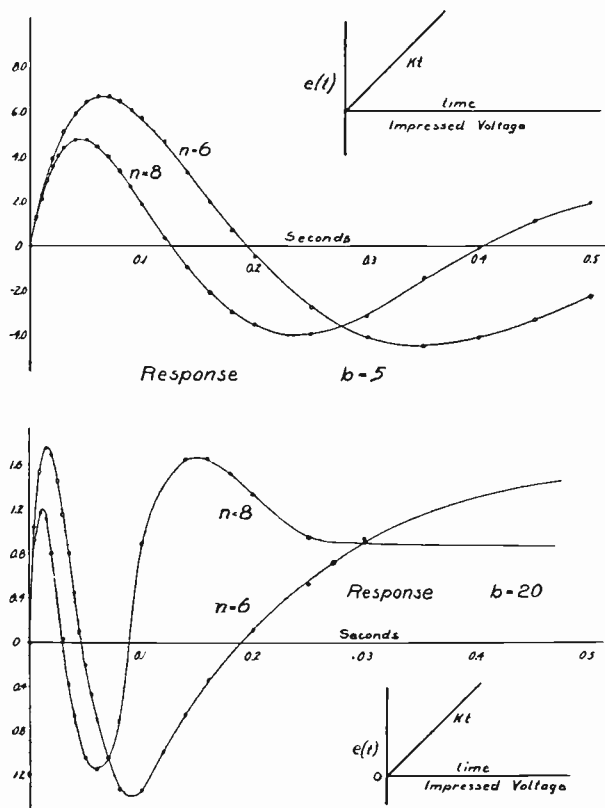 8.0
6.0
4.0
2.0
0
-2.0
-4.0
n=6
n=8
Seconds
0.1
0.2
0.3
0.4
0.5
e(t)
Kt
time
Impressed Voltage
Response b=5
1.6
1.2
0.8
0.4
0
0.4
0.8
1.2
n=8
n=6
Response b=20
Seconds
0.1
0.2
0.3
0.4
0.5
e(t)
0
Kt
time
Impressed Voltage